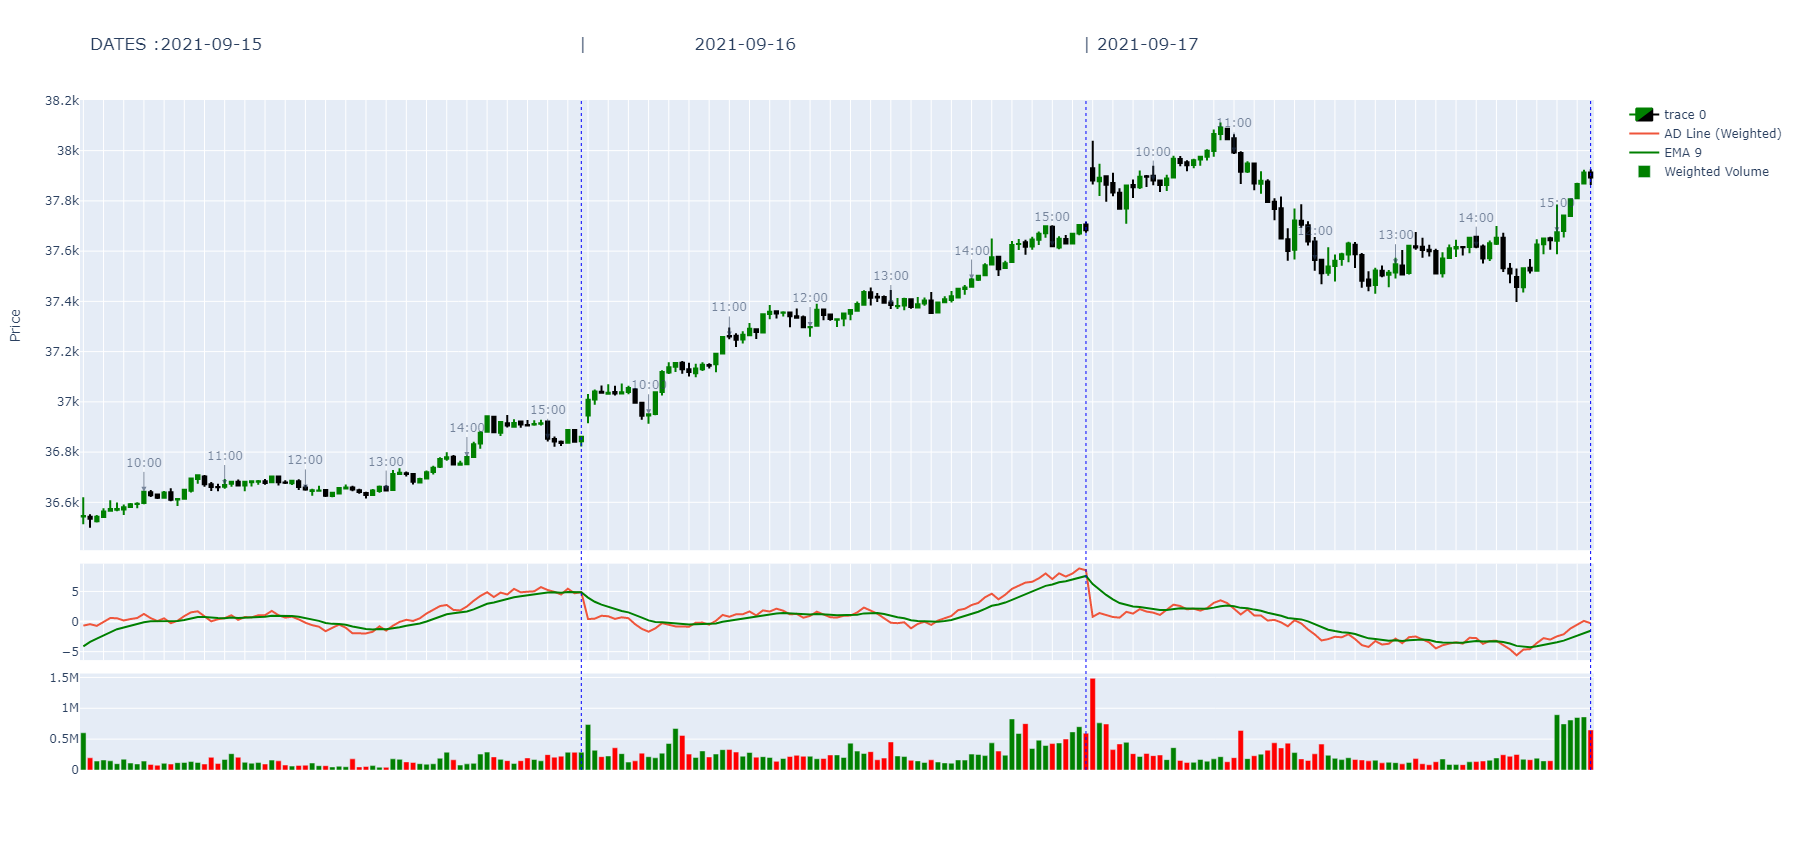 DATES :2021-09-15 | 2021-09-16 | 2021-09-17
38.2k
38k
37.8k
37.6k
37.4k
37.2k
37k
36.8k
36.6k
Price
10:00
11:00
12:00
13:00
14:00
15:00
10:00
11:00
12:00
13:00
14:00
15:00
10:00
11:00
12:00
13:00
14:00
15:00
trace 0
AD Line (Weighted)
EMA 9
Weighted Volume
5
0
−5
1.5M
1M
0.5M
0